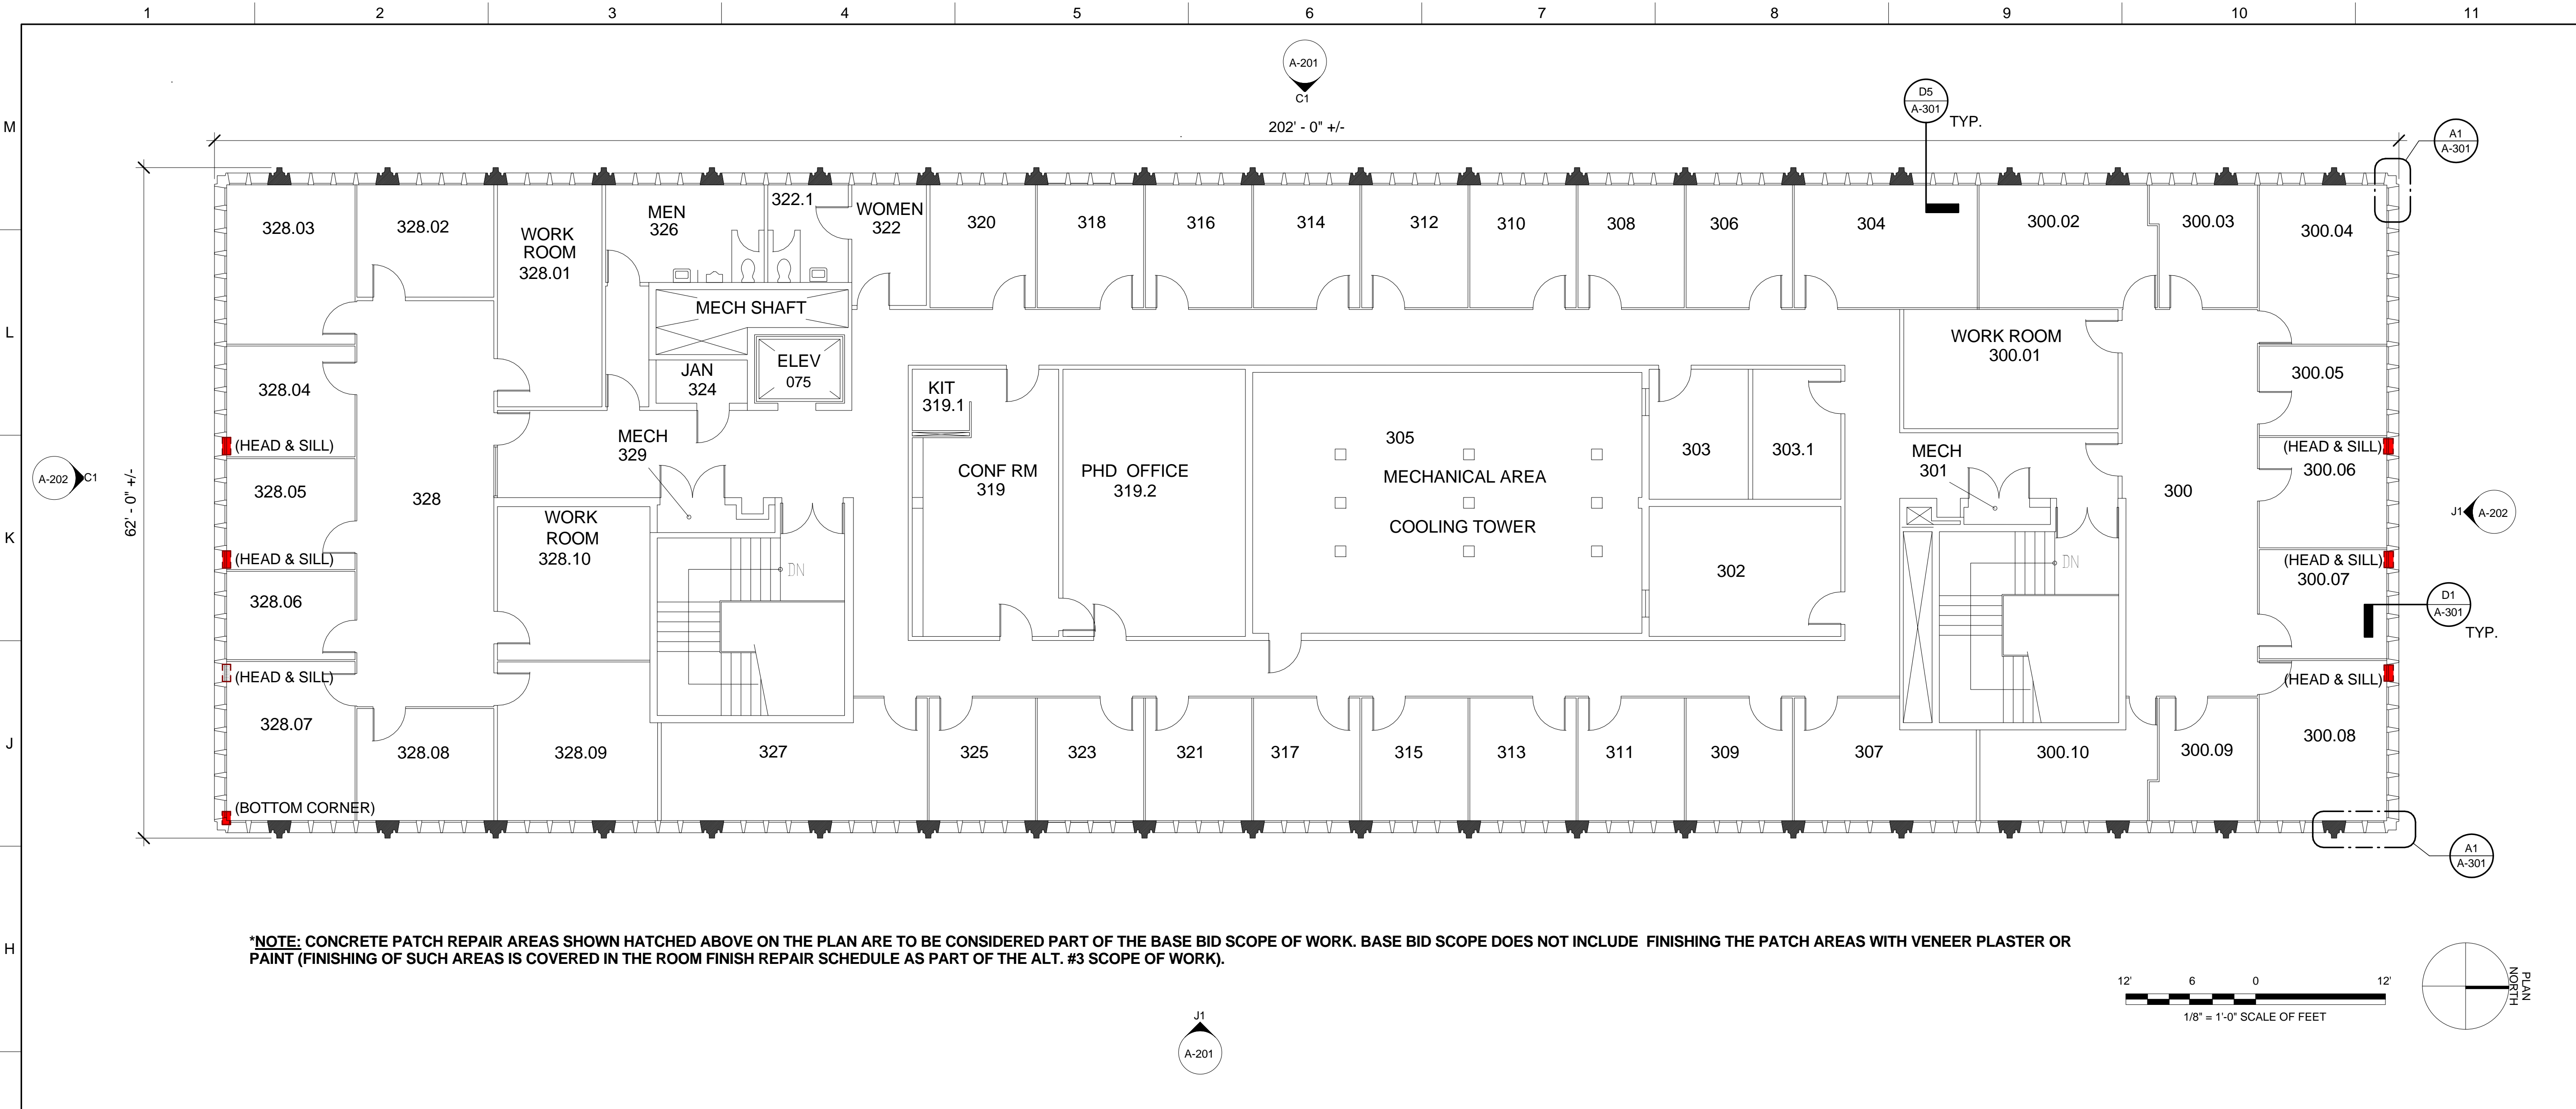 1 2 3 4 5 6 7 8 9 10 11
A-201
C1
D5
A-301
TYP.
M
202' - 0" +/-
A1
A-301
328.03
328.02
WORK
ROOM
328.01
MEN
326
322.1
WOMEN
322
320
318
316
314
312
310
308
306
304
300.02
300.03
300.04
L
MECH SHAFT
JAN
324
ELEV
075
WORK ROOM
300.01
328.04
KIT
319.1
300.05
(HEAD & SILL)
MECH
329
305
MECHANICAL AREA
COOLING TOWER
303
303.1
MECH
301
(HEAD & SILL)
300.06
A-202
C1
62' - 0" +/-
328.05
328
CONF RM
319
PHD OFFICE
319.2
300
J1
A-202
K
WORK
ROOM
328.10
(HEAD & SILL)
DN
302
DN
(HEAD & SILL)
300.07
328.06
D1
A-301
TYP.
(HEAD & SILL)
(HEAD & SILL)
J
328.07
328.08
328.09
327
325
323
321
317
315
313
311
309
307
300.10
300.09
300.08
(BOTTOM CORNER)
A1
A-301
H
*NOTE: CONCRETE PATCH REPAIR AREAS SHOWN HATCHED ABOVE ON THE PLAN ARE TO BE CONSIDERED PART OF THE BASE BID SCOPE OF WORK. BASE BID SCOPE DOES NOT INCLUDE FINISHING THE PATCH AREAS WITH VENEER PLASTER OR
PAINT (FINISHING OF SUCH AREAS IS COVERED IN THE ROOM FINISH REPAIR SCHEDULE AS PART OF THE ALT. #3 SCOPE OF WORK).
12' 6 0 12'
1/8" = 1'-0" SCALE OF FEET
PLAN
NORTH
J1
A-201